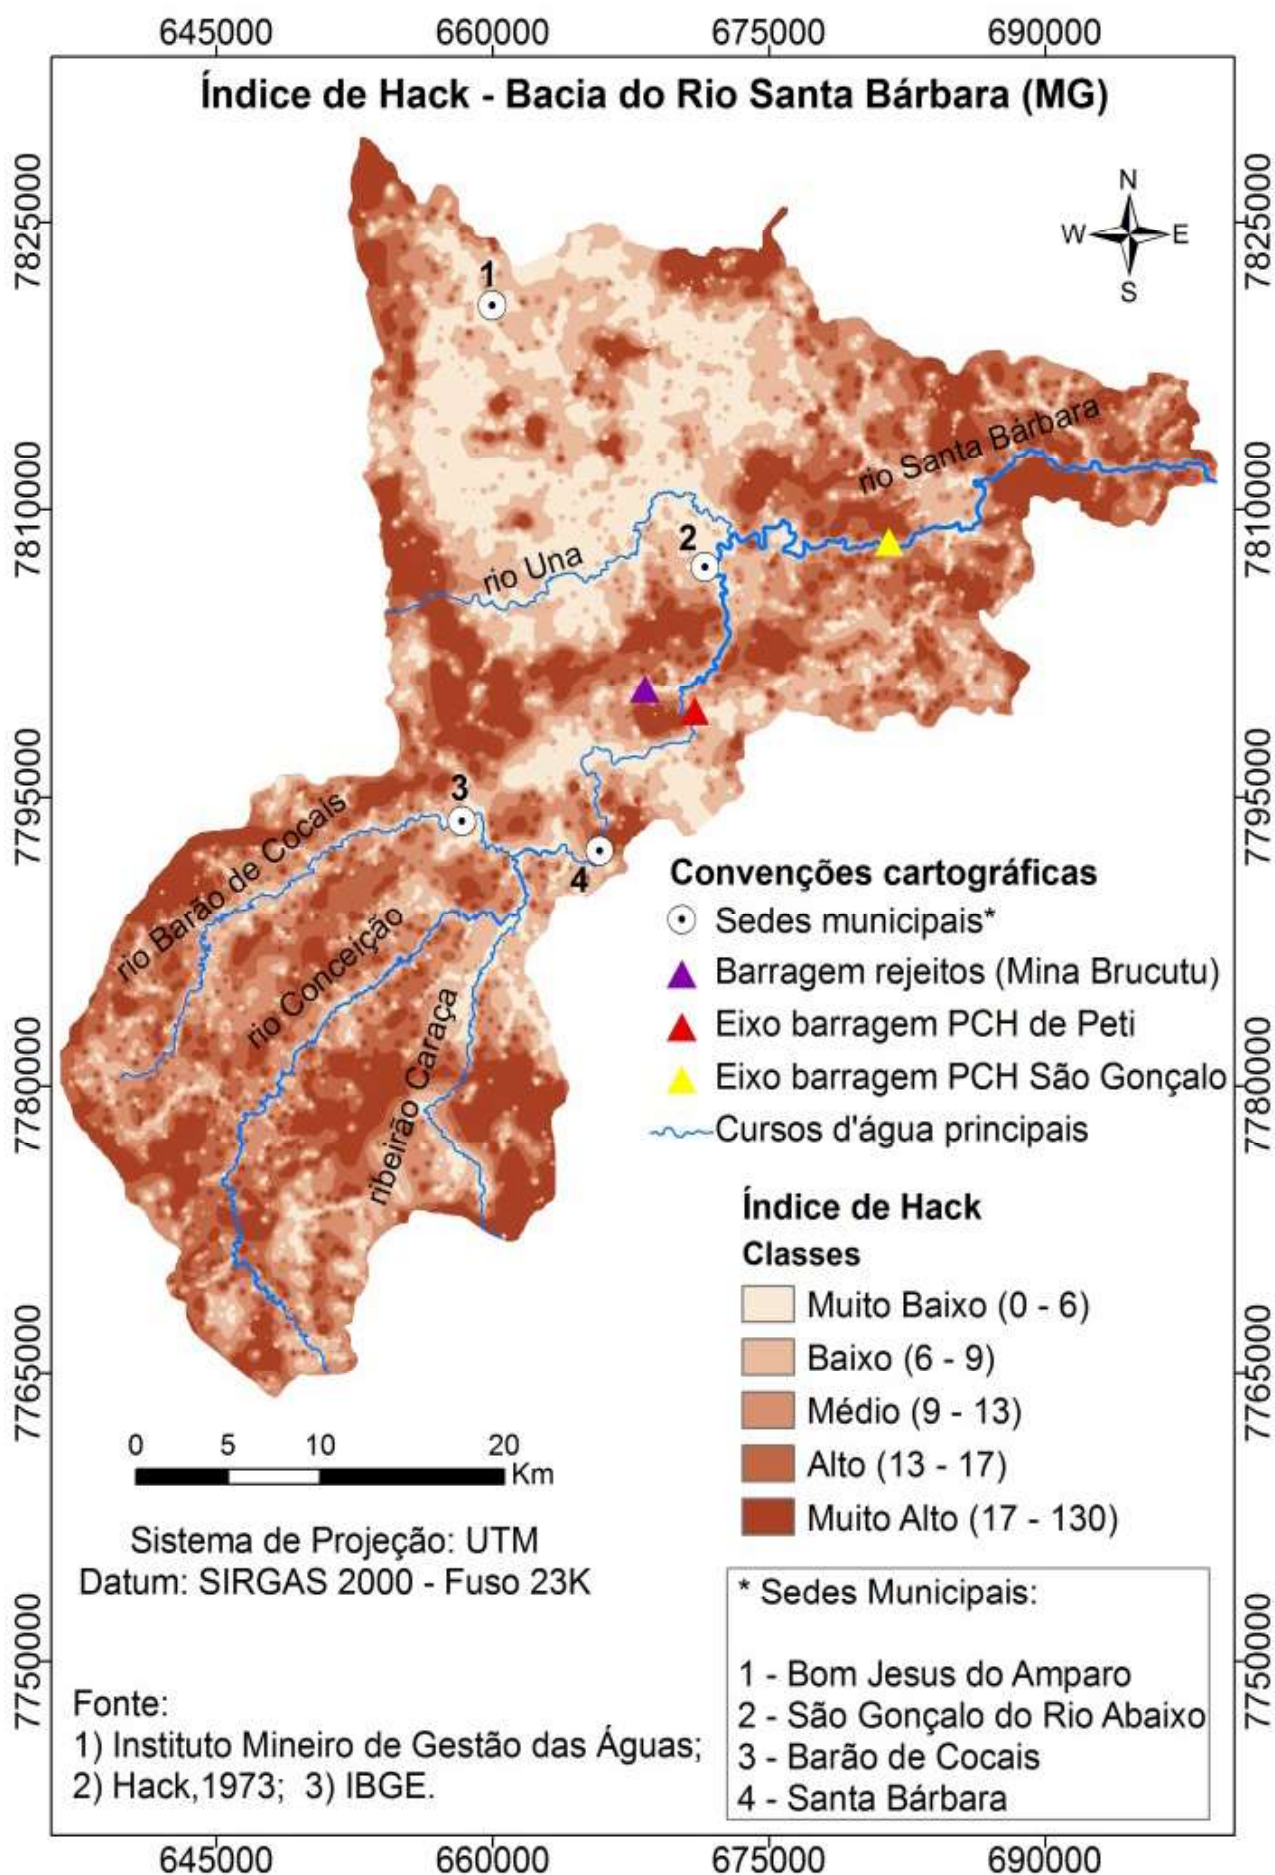 645000 660000 675000 690000
Índice de Hack - Bacia do Rio Santa Bárbara (MG)
7825000
7825000
N
W E
S
1
rio Santa Bárbara
7810000
7810000
2
rio Una
7795000
7795000
3
rio Barão de Cocais
4
rio Conceição
ribeirão Caraça
7780000
7780000
Convenções cartográficas
Sedes municipais*
Barragem rejeitos (Mina Brucutu)
Eixo barragem PCH de Peti
Eixo barragem PCH São Gonçalo
Cursos d'água principais
Índice de Hack
Classes
Muito Baixo (0 - 6)
Baixo (6 - 9)
Médio (9 - 13)
Alto (13 - 17)
Muito Alto (17 - 130)
7765000
7765000
0 5 10 20
Km
Sistema de Projeção: UTM
Datum: SIRGAS 2000 - Fuso 23K
* Sedes Municipais:
1 - Bom Jesus do Amparo
2 - São Gonçalo do Rio Abaixo
3 - Barão de Cocais
4 - Santa Bárbara
7750000
7750000
Fonte:
1) Instituto Mineiro de Gestão das Águas;
2) Hack,1973; 3) IBGE.
645000 660000 675000 690000